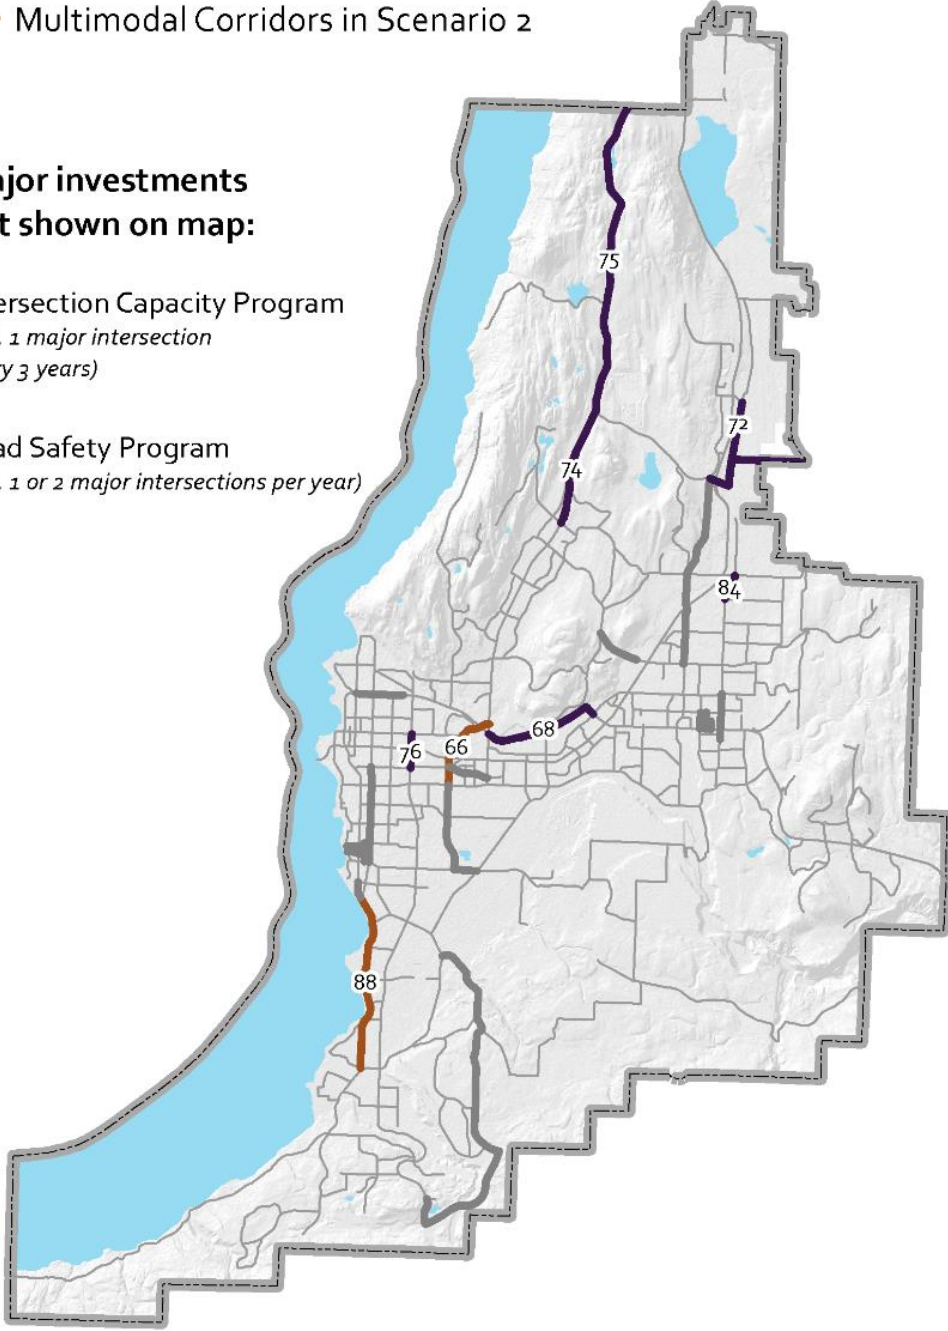 Multimodal Corridors in Scenario 2
jor investments
t shown on map:
ersection Capacity Program
. 1 major intersection
ry 3 years)
ad Safety Program
. 1 or 2 major intersections per year)
75
72
74
84
68
76
66
88